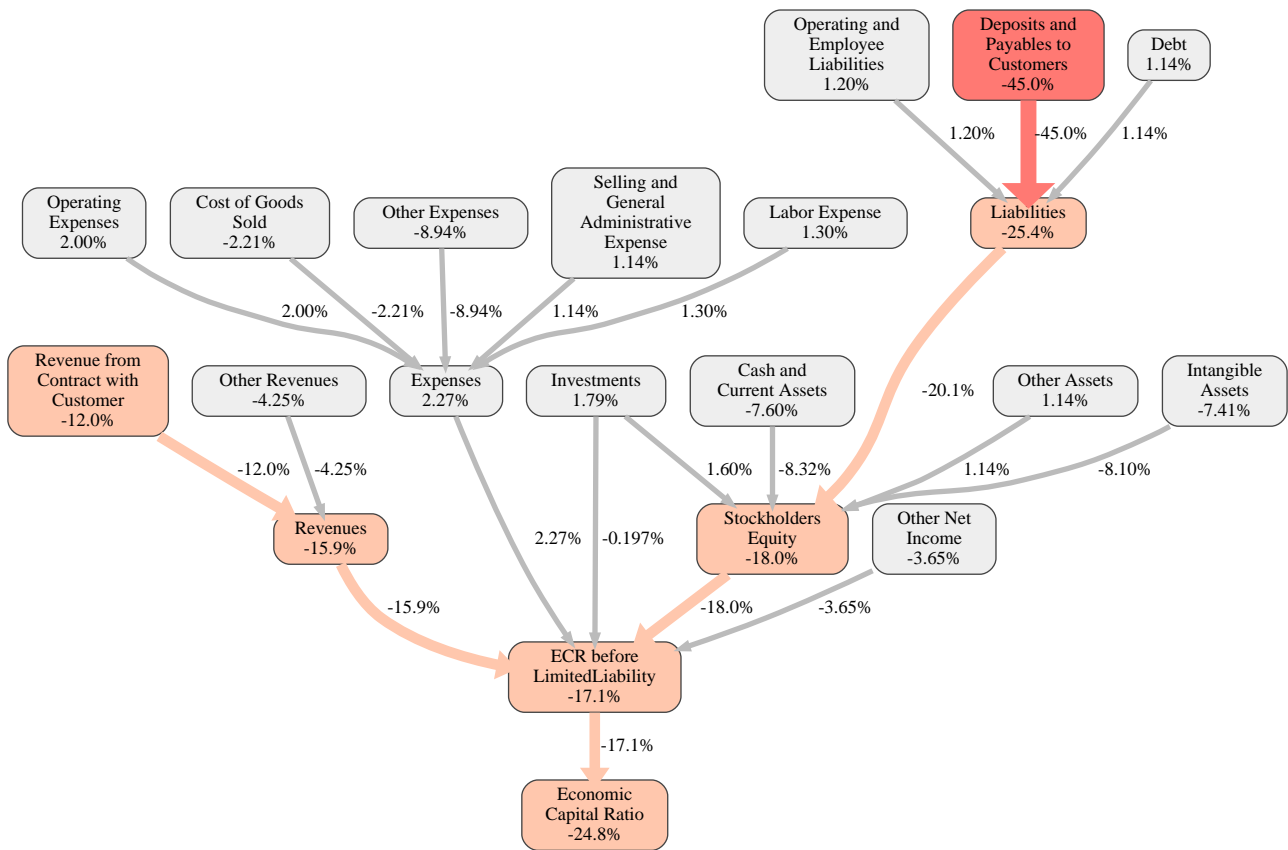 Operating and
Employee
Liabilities
1.20%
Deposits and
Payables to
Customers
-45.0%
Debt
1.14%
1.20%
-45.0%
1.14%
Operating
Expenses
2.00%
Cost of Goods
Sold
-2.21%
Other Expenses
-8.94%
Selling and
General
Administrative
Expense
1.14%
Labor Expense
1.30%
Liabilities
-25.4%
2.00%
-2.21%
-8.94%
1.14%
1.30%
Revenue from
Contract with
Customer
-12.0%
Other Revenues
-4.25%
Expenses
2.27%
Investments
1.79%
Cash and
Current Assets
-7.60%
-20.1%
Other Assets
1.14%
Intangible
Assets
-7.41%
-12.0%
-4.25%
1.60%
-8.32%
1.14%
-8.10%
Revenues
-15.9%
2.27%
-0.197%
Stockholders
Equity
-18.0%
Other Net
Income
-3.65%
-15.9%
-18.0%
-3.65%
ECR before
LimitedLiability
-17.1%
-17.1%
Economic
Capital Ratio
-24.8%